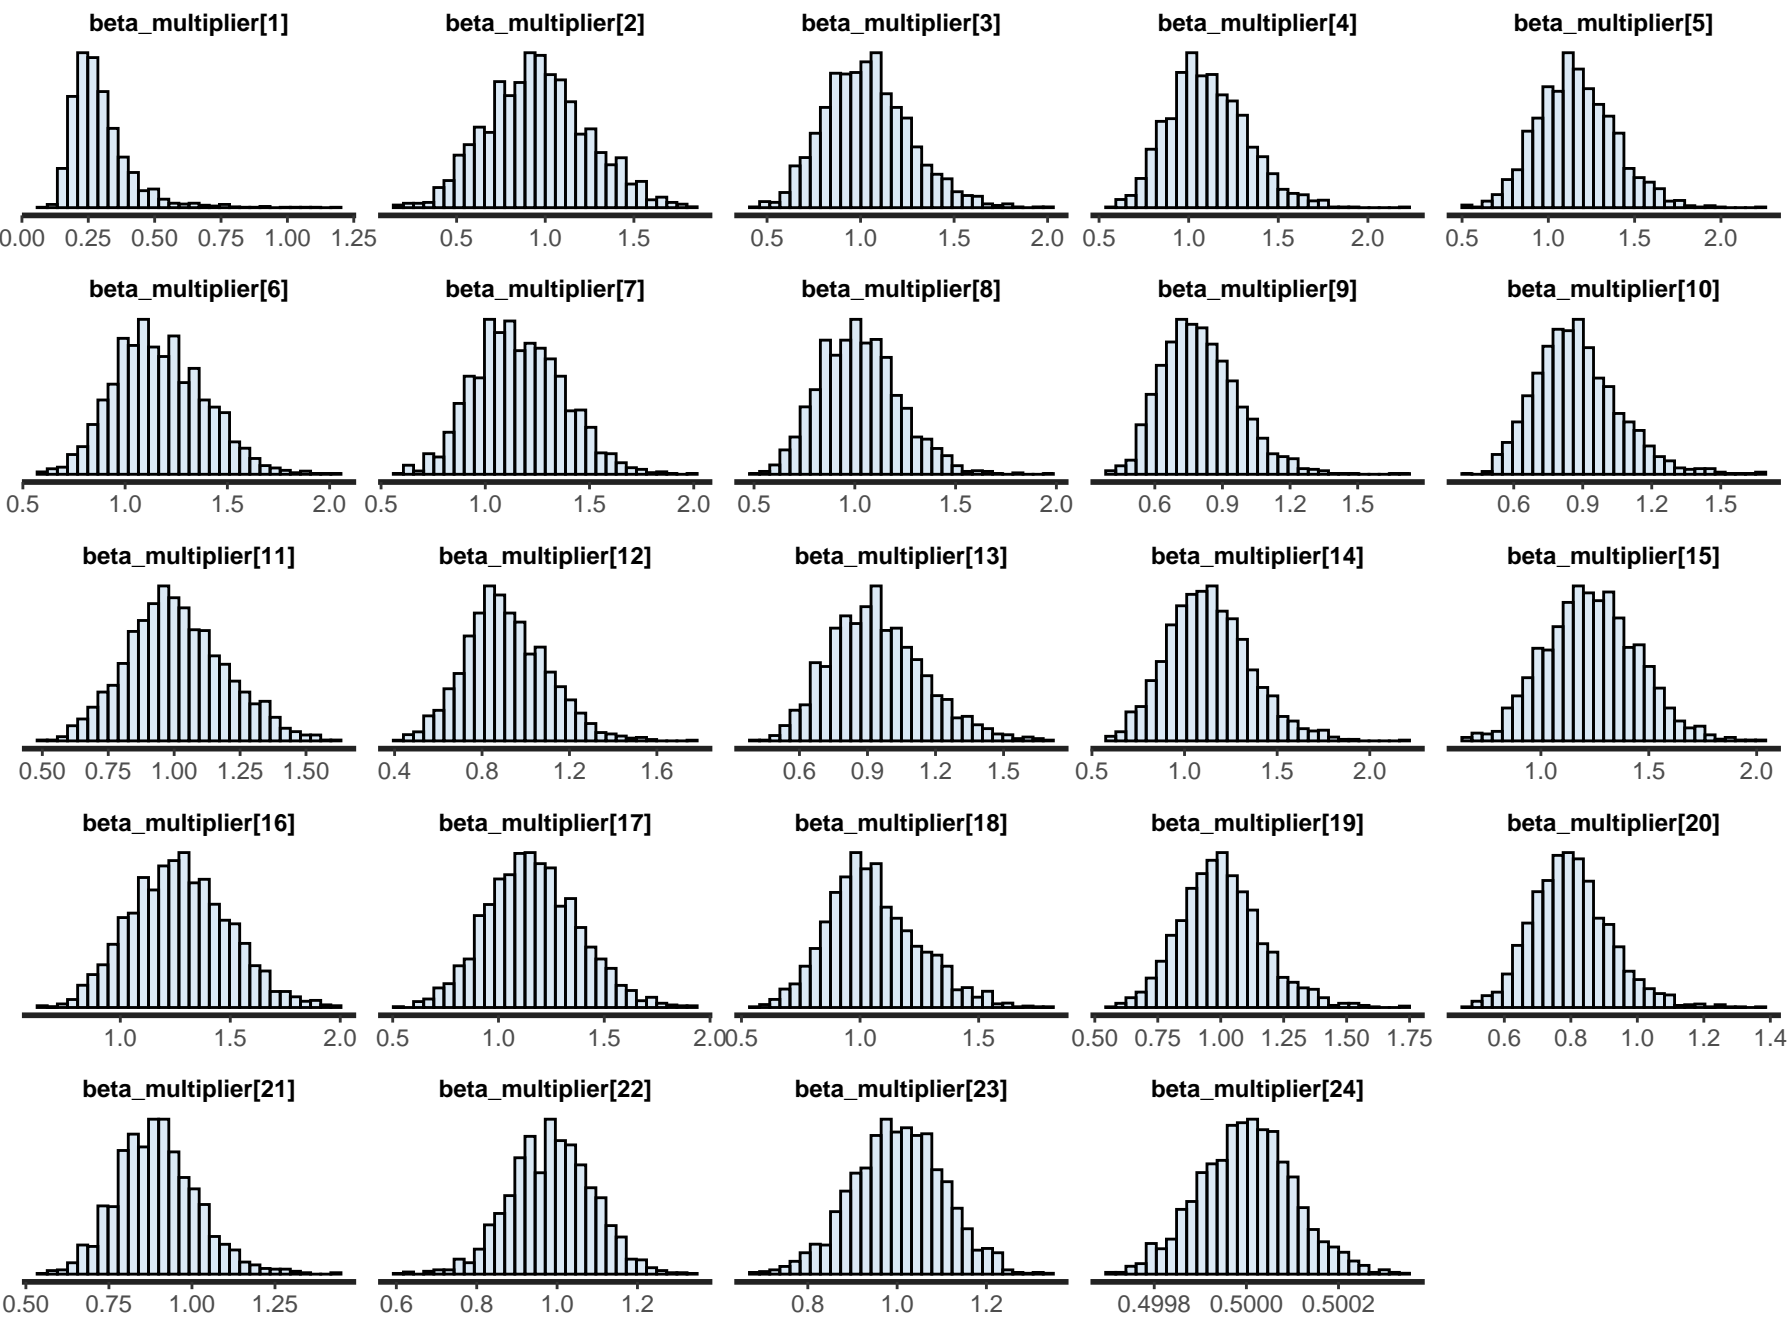 beta_multiplier[1] beta_multiplier[2] beta_multiplier[3] beta_multiplier[4] beta_multiplier[5]
0.00 0.25 0.50 0.75 1.00 1.25 0.5 1.0 1.5 0.5 1.0 1.5 2.0 0.5 1.0 1.5 2.0 0.5 1.0 1.5 2.0
beta_multiplier[6] beta_multiplier[7] beta_multiplier[8] beta_multiplier[9] beta_multiplier[10]
0.5 1.0 1.5 2.0 0.5 1.0 1.5 2.0 0.5 1.0 1.5 2.0 0.6 0.9 1.2 1.5 0.6 0.9 1.2 1.5
beta_multiplier[11] beta_multiplier[12] beta_multiplier[13] beta_multiplier[14] beta_multiplier[15]
0.50 0.75 1.00 1.25 1.50 0.4 0.8 1.2 1.6 0.6 0.9 1.2 1.5 0.5 1.0 1.5 2.0 1.0 1.5 2.0
beta_multiplier[16] beta_multiplier[17] beta_multiplier[18] beta_multiplier[19] beta_multiplier[20]
1.0 1.5 2.0 0.5 1.0 1.5 2.0 0.5 1.0 1.5 0.50 0.75 1.00 1.25 1.50 1.75 0.6 0.8 1.0 1.2 1.4
beta_multiplier[21] beta_multiplier[22] beta_multiplier[23] beta_multiplier[24]
0.50 0.75 1.00 1.25 0.6 0.8 1.0 1.2 0.8 1.0 1.2 0.4998 0.5000 0.5002